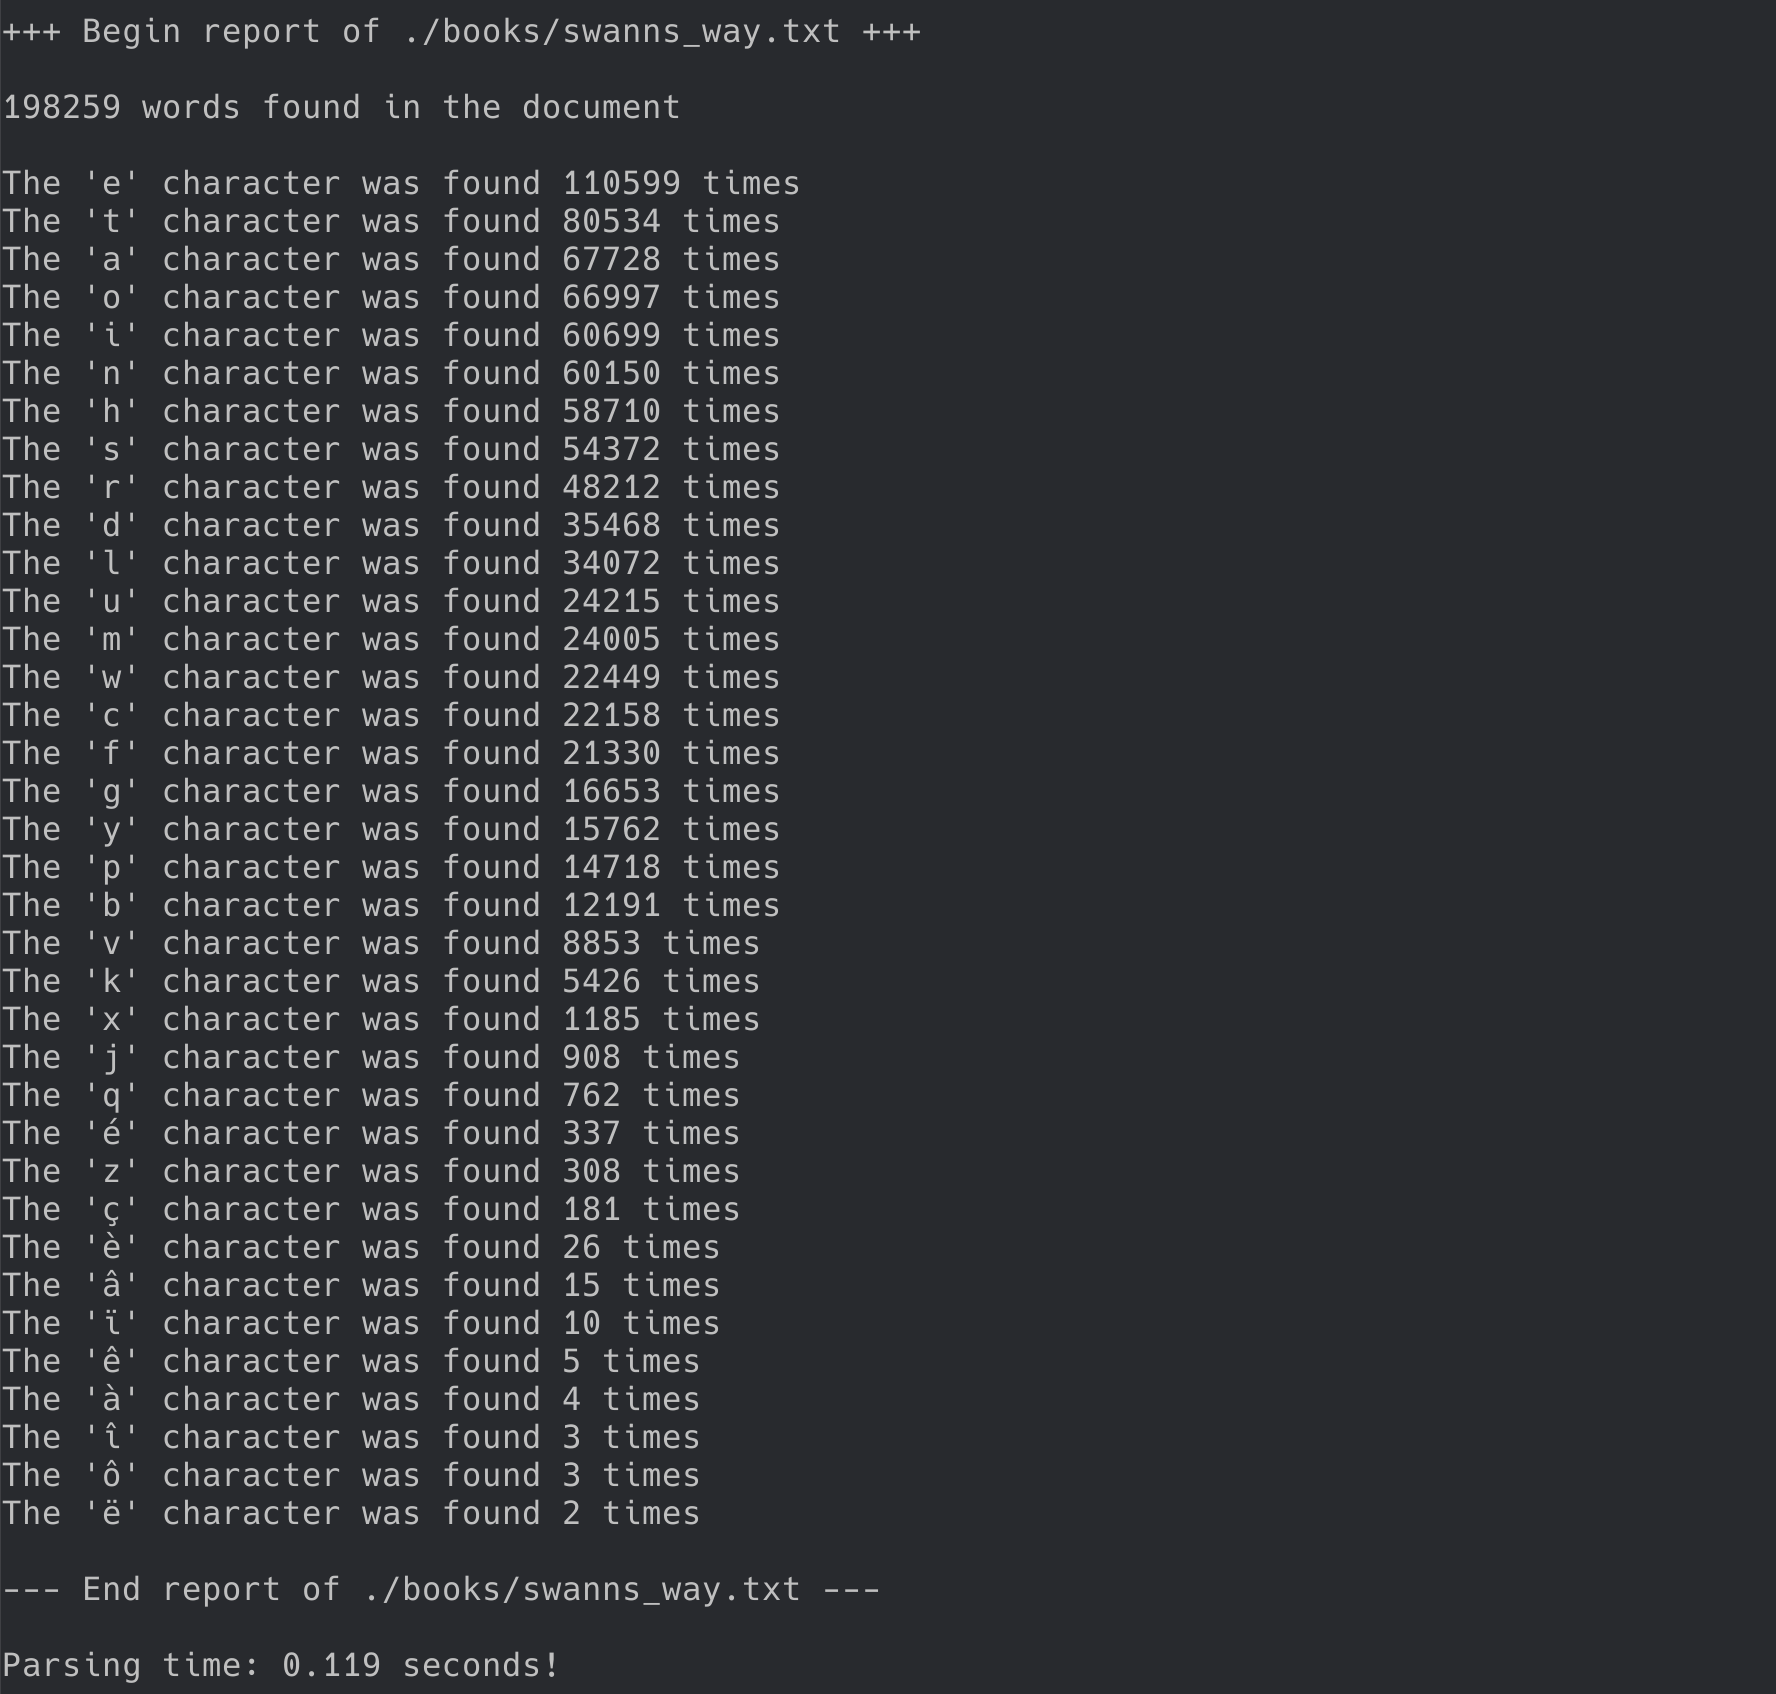 +++ Begin report of ./books/swanns_way.txt +++
198259 words found in the document
The 'e' character was found 110599 times
The 't' character was found 80534 times
The 'a' character was found 67728 times
The 'o' character was found 66997 times
The 'i' character was found 60699 times
The 'n' character was found 60150 times
The 'h' character was found 58710 times
The 's' character was found 54372 times
The 'r' character was found 48212 times
The 'd' character was found 35468 times
The 'l' character was found 34072 times
The 'u' character was found 24215 times
The 'm' character was found 24005 times
The 'w' character was found 22449 times
The 'c' character was found 22158 times
The 'f' character was found 21330 times
The 'g' character was found 16653 times
The 'y' character was found 15762 times
The 'p' character was found 14718 times
The 'b' character was found 12191 times
The 'v' character was found 8853 times
The 'k' character was found 5426 times
The 'x' character was found 1185 times
The 'j' character was found 908 times
The 'q' character was found 762 times
The 'é' character was found 337 times
The 'z' character was found 308 times
The 'ç' character was found 181 times
The 'è' character was found 26 times
The 'â' character was found 15 times
The 'ï' character was found 10 times
The 'ê' character was found 5 times
The 'à' character was found 4 times
The 'î' character was found 3 times
The 'ô' character was found 3 times
The 'ë' character was found 2 times
--- End report of ./books/swanns_way.txt ---
Parsing time: 0.119 seconds!